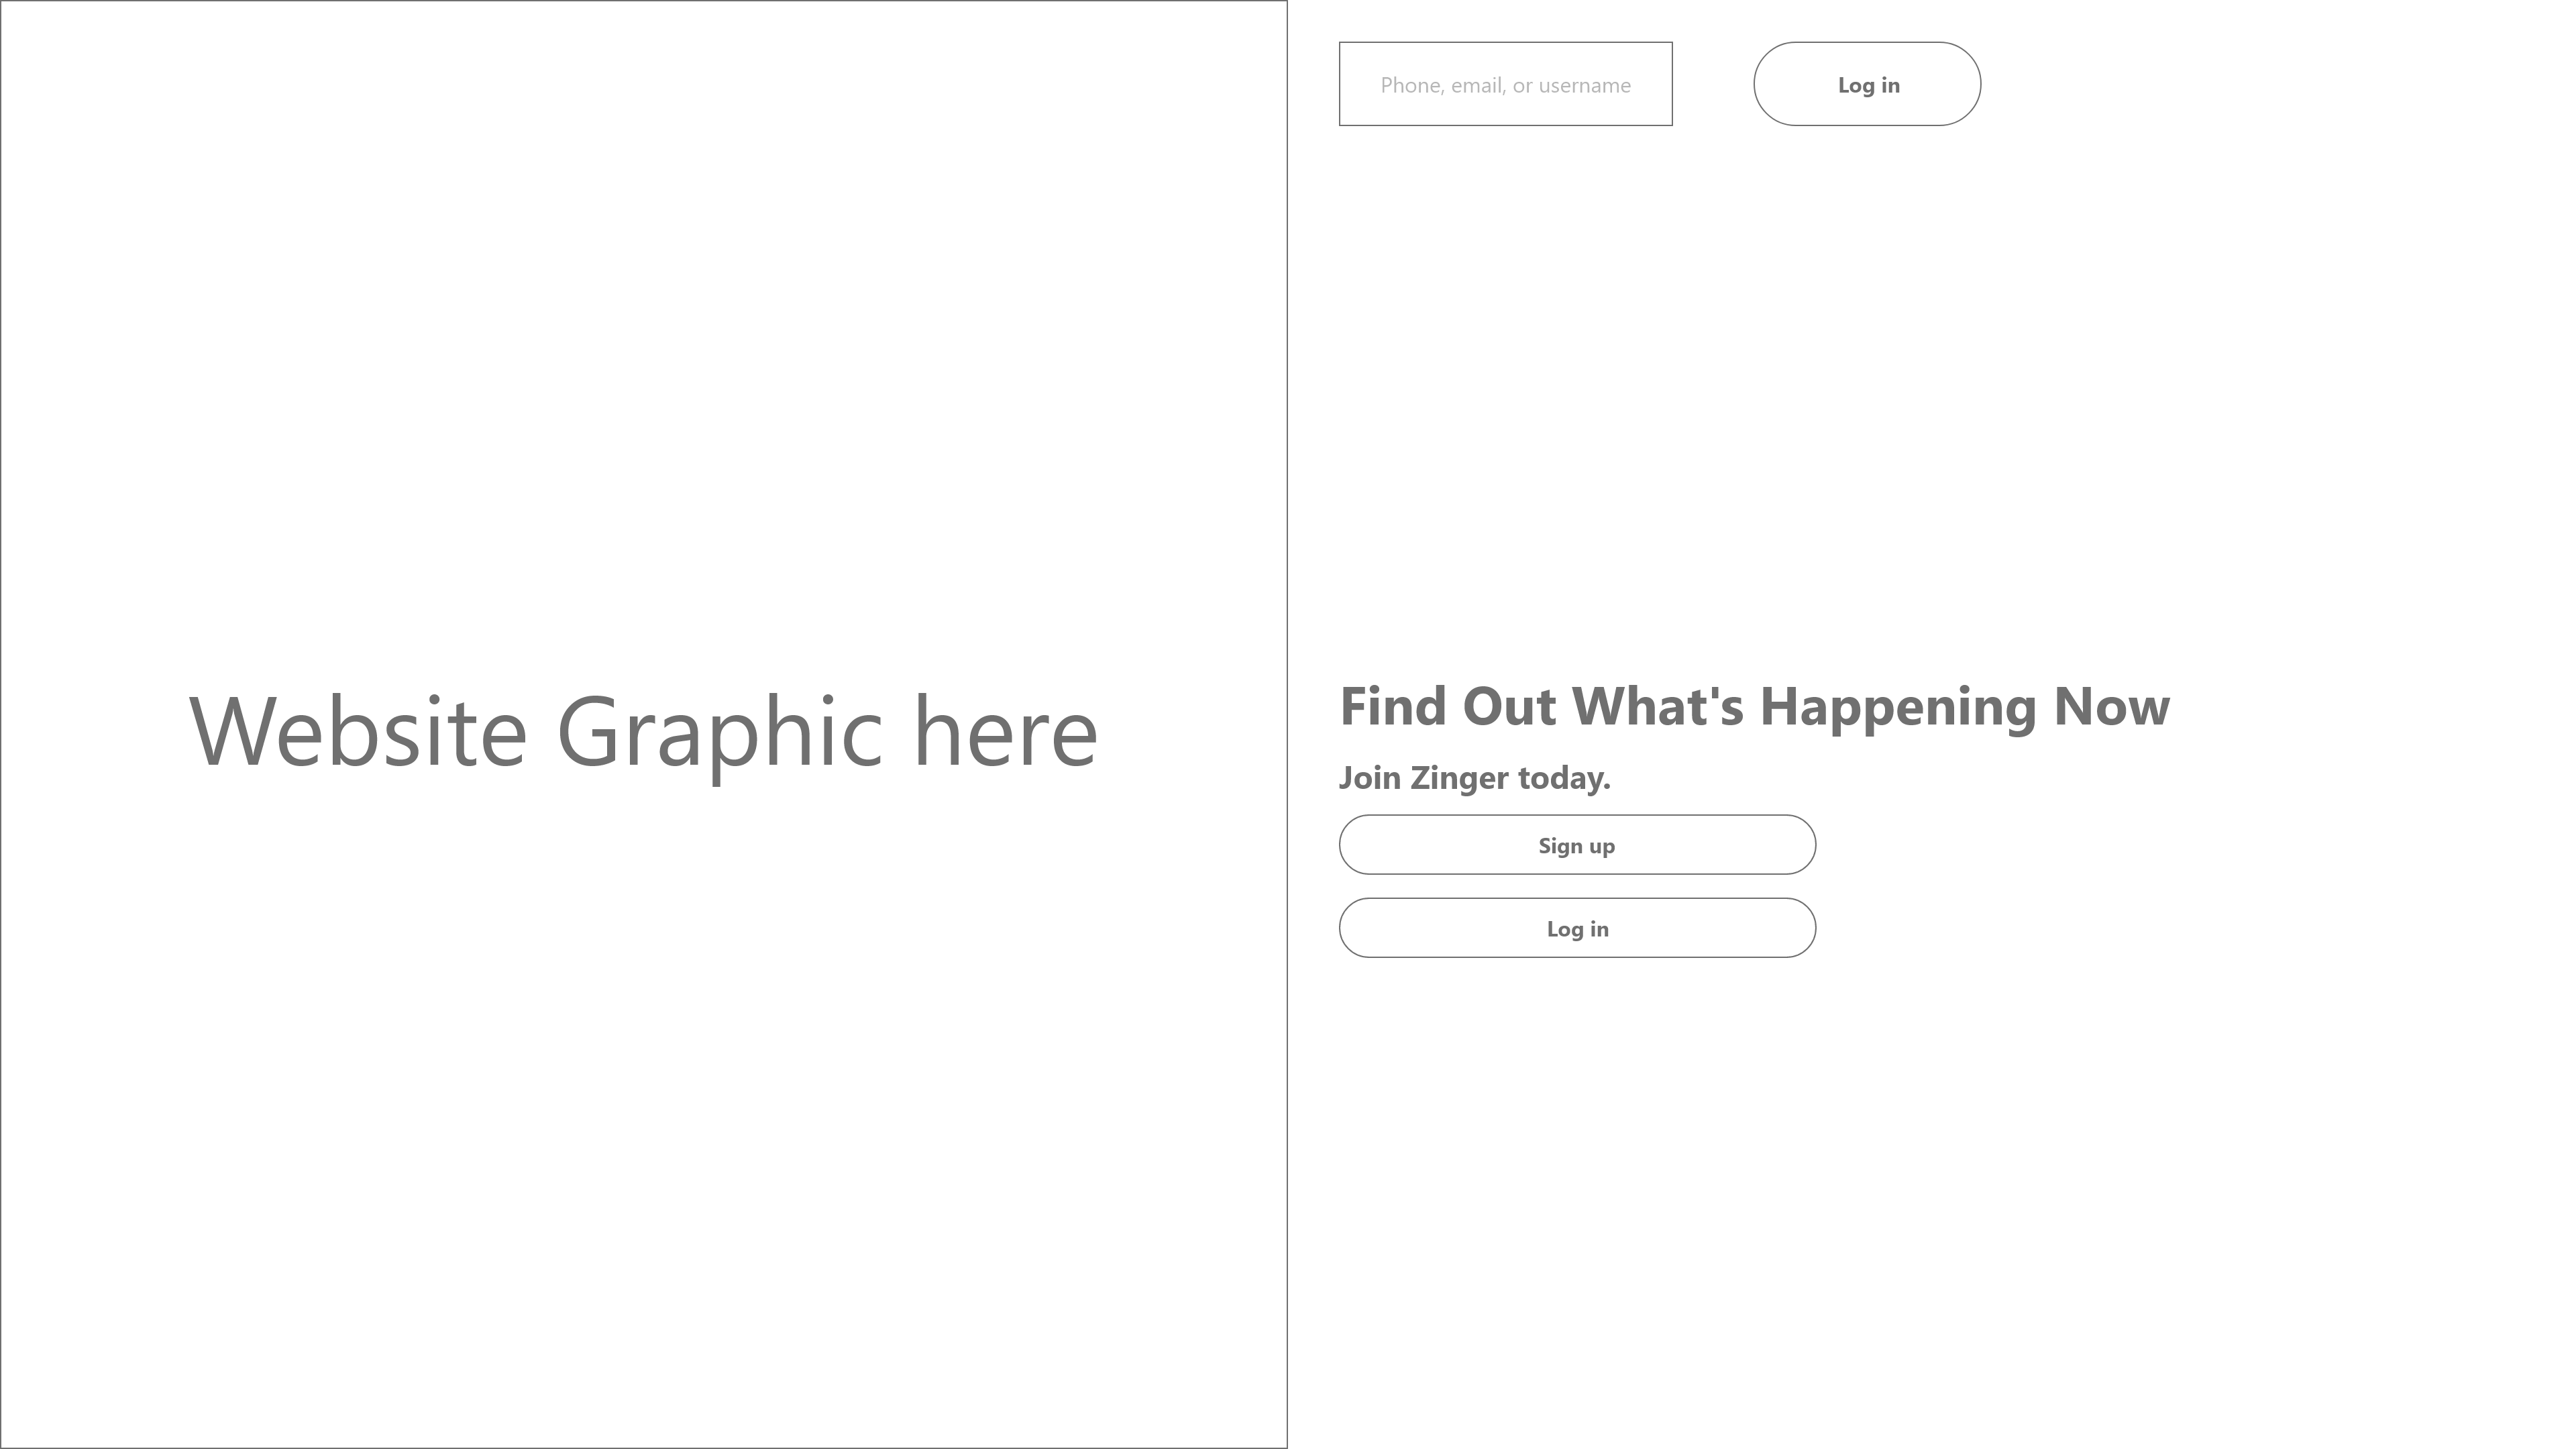 Website Graphic here
Phone, email, or username
Log in
Find Out What's Happening Now
Join Zinger today.
Sign up
Log in